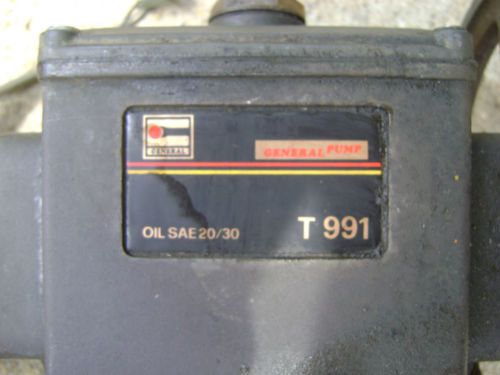 GENERAL
GENERAL PUMP
OIL SAE 20/30
T 991